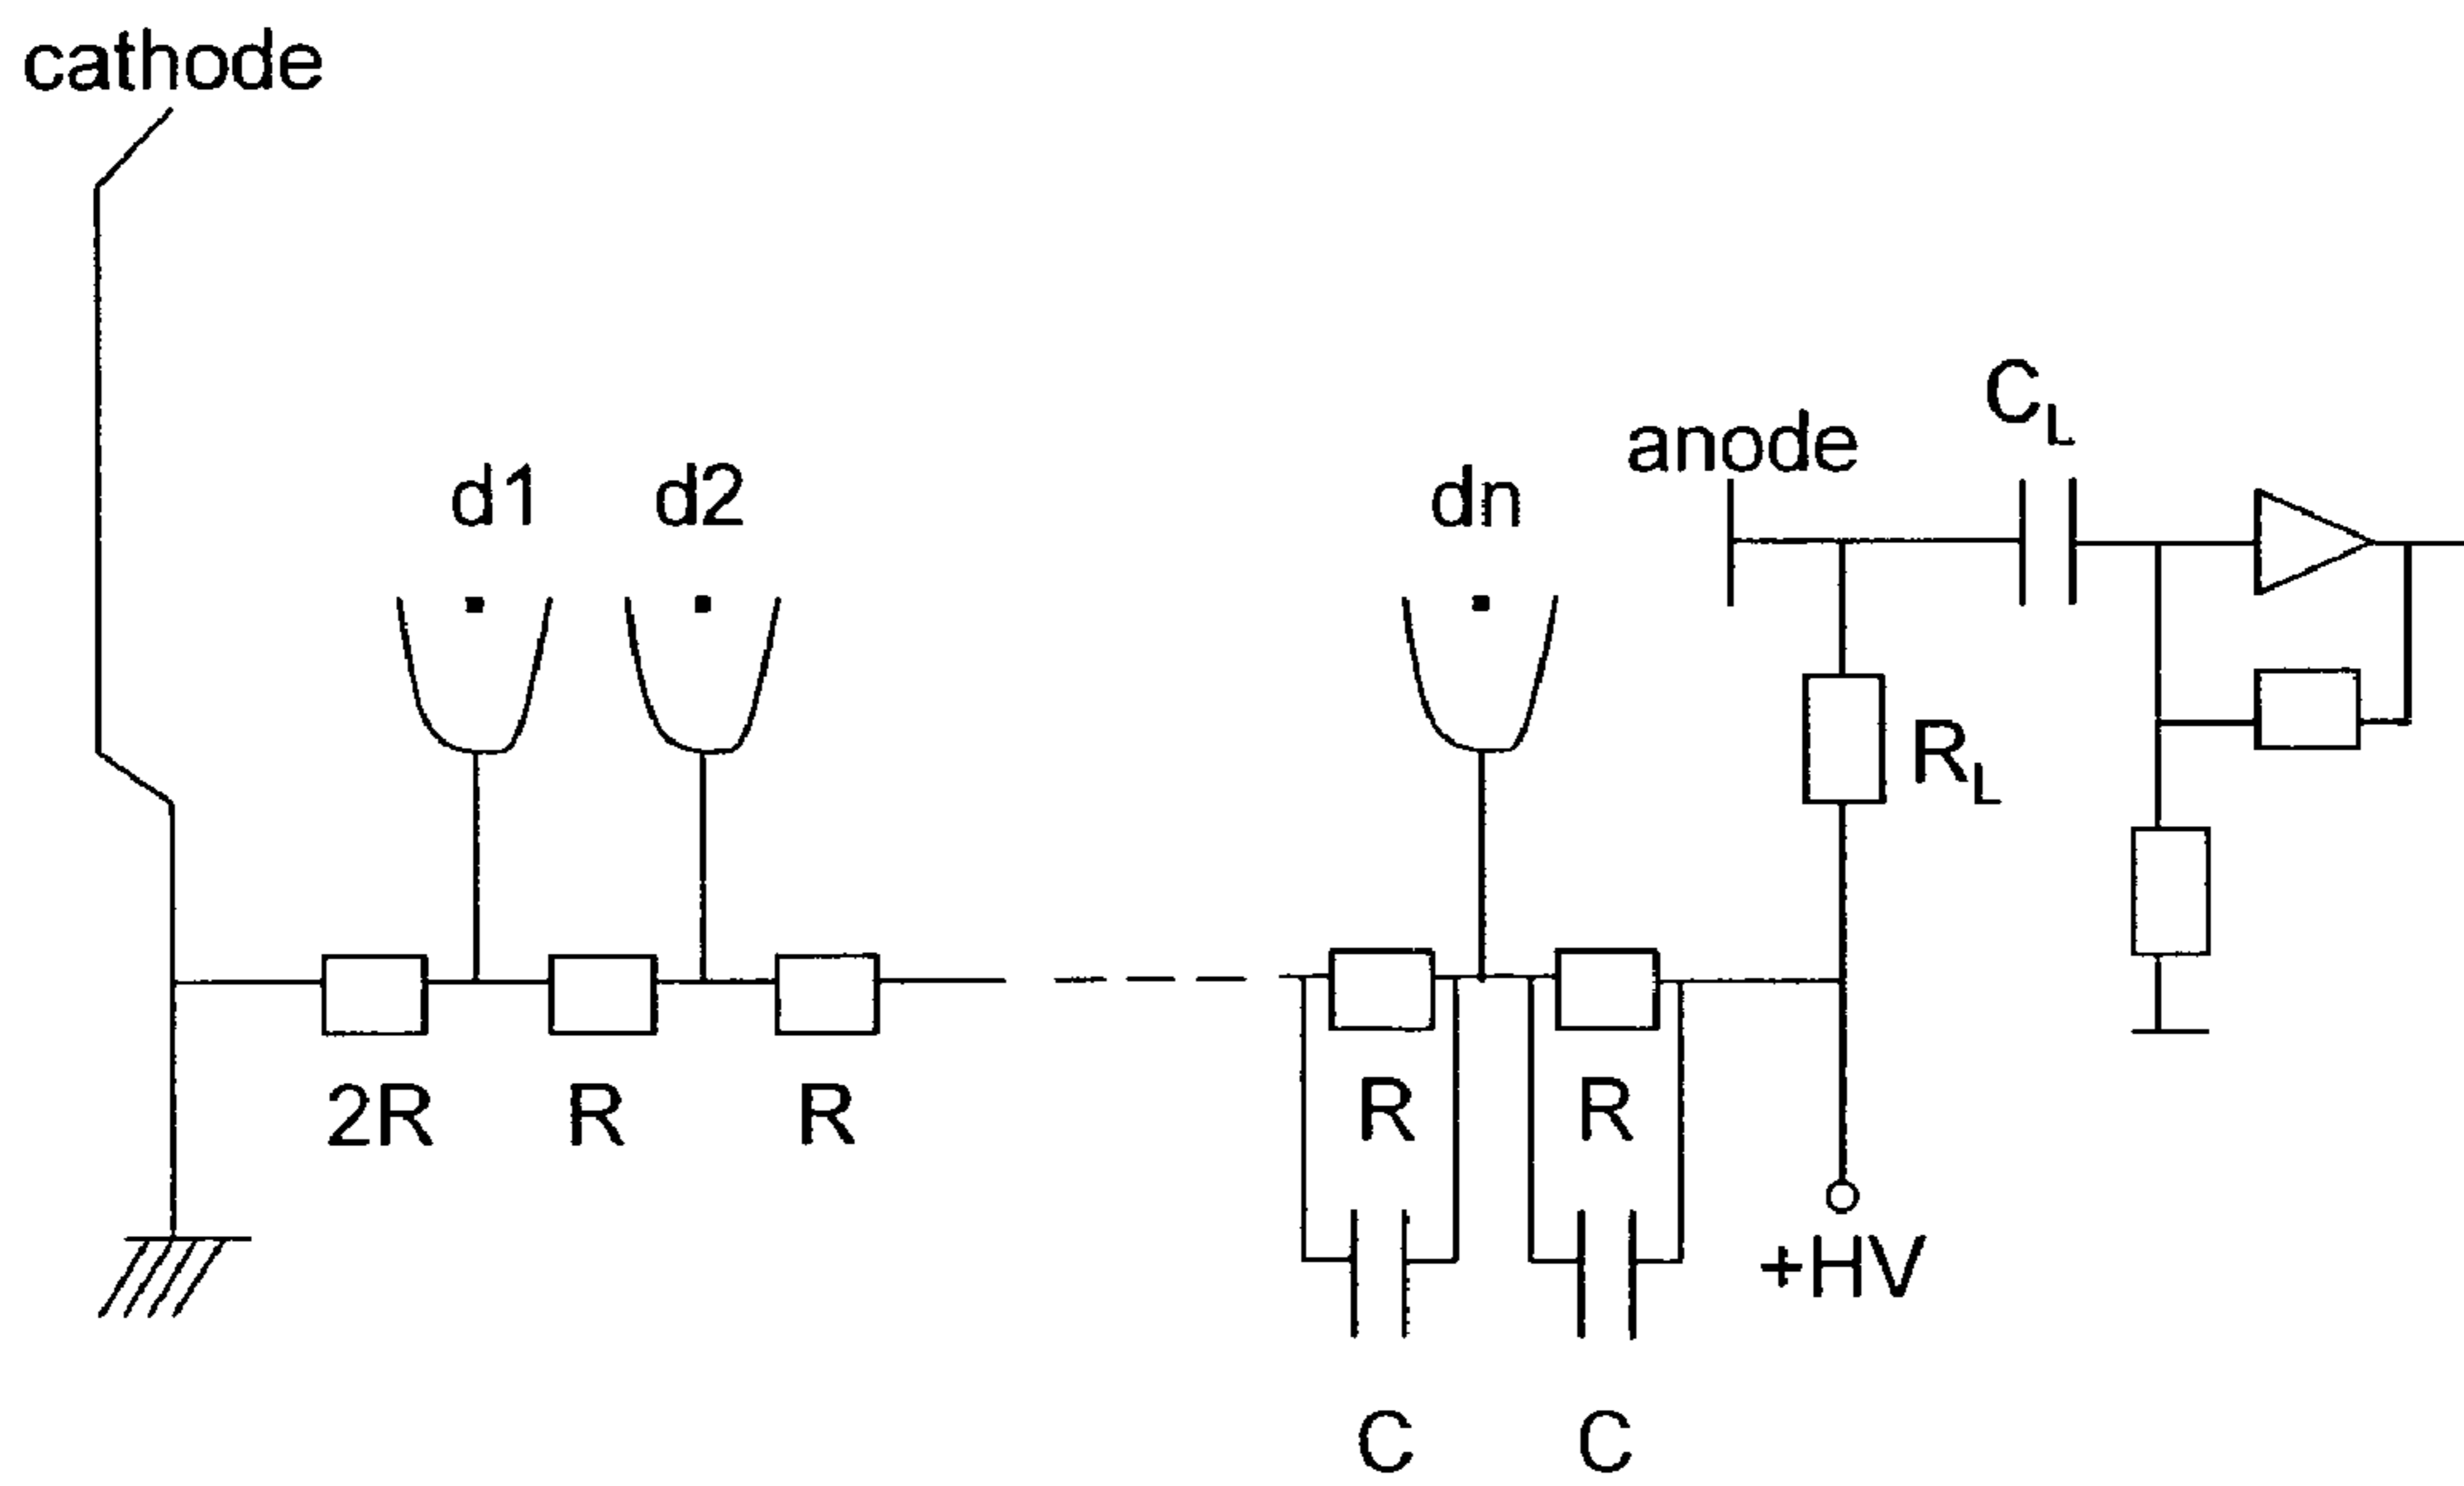 cathode
d1 d2 dn anode C_L
R_L
2R R R R R
+HV
C C